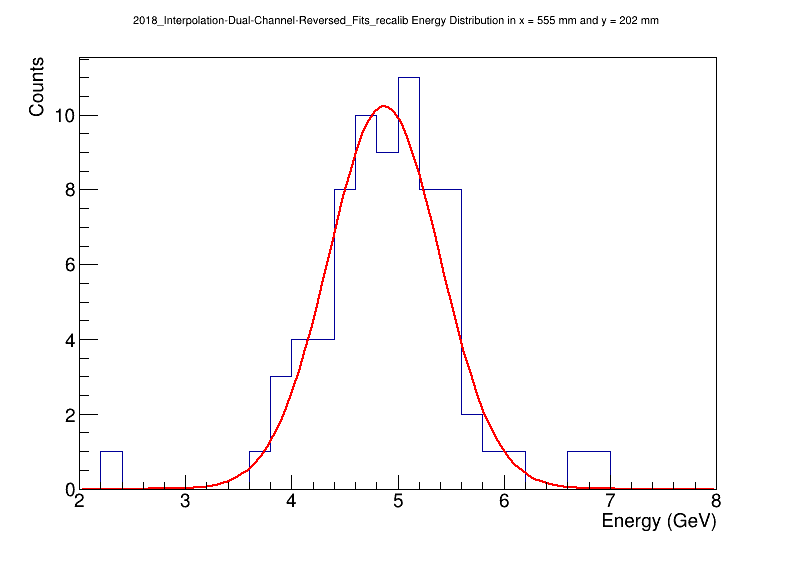 2018_Interpolation-Dual-Channel-Reversed_Fits_recalib Energy Distribution in x = 555 mm and y = 202 mm
Counts
10
8
6
4
2
0
2 3 4 5 6 7 8
Energy (GeV)